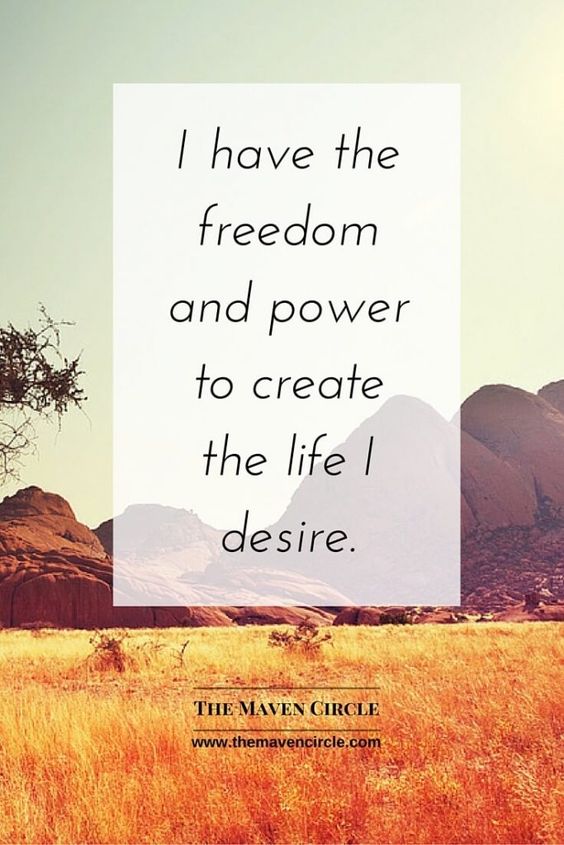 I have the
freedom
and power
to create
the life I
desire.
THE MAVEN CIRCLE
www.themavencircle.com